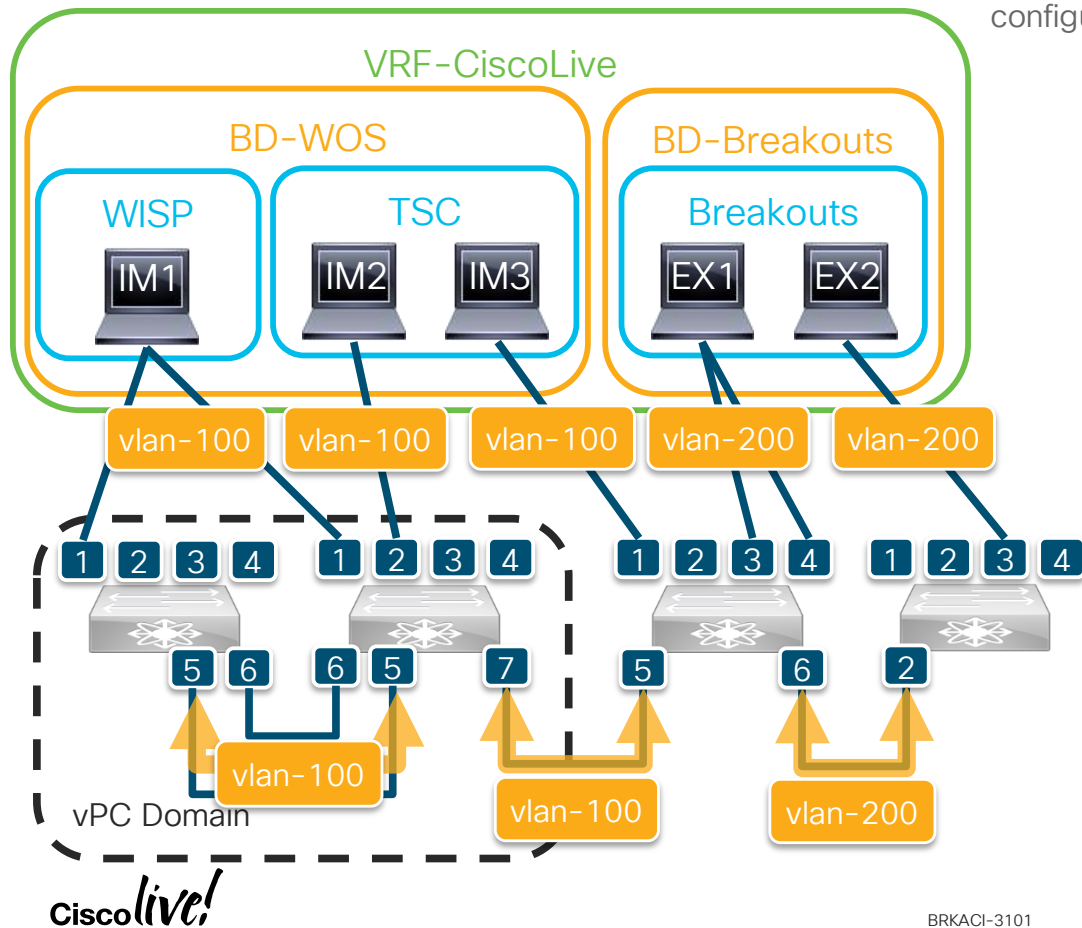 configu
VRF-CiscoLive
BD-WOS
BD-Breakouts
WISP
TSC
Breakouts
IM1
IM2
IM3
EX1
EX2
vlan-100
vlan-100
vlan-100
vlan-200
vlan-200
1 2 3 4
1 2 3 4
1 2 3 4
1 2 3 4
5 6
6 5 7
5 6
2
vlan-100
vlan-100
vlan-200
vPC Domain
Cisco live!
BRKACI-3101